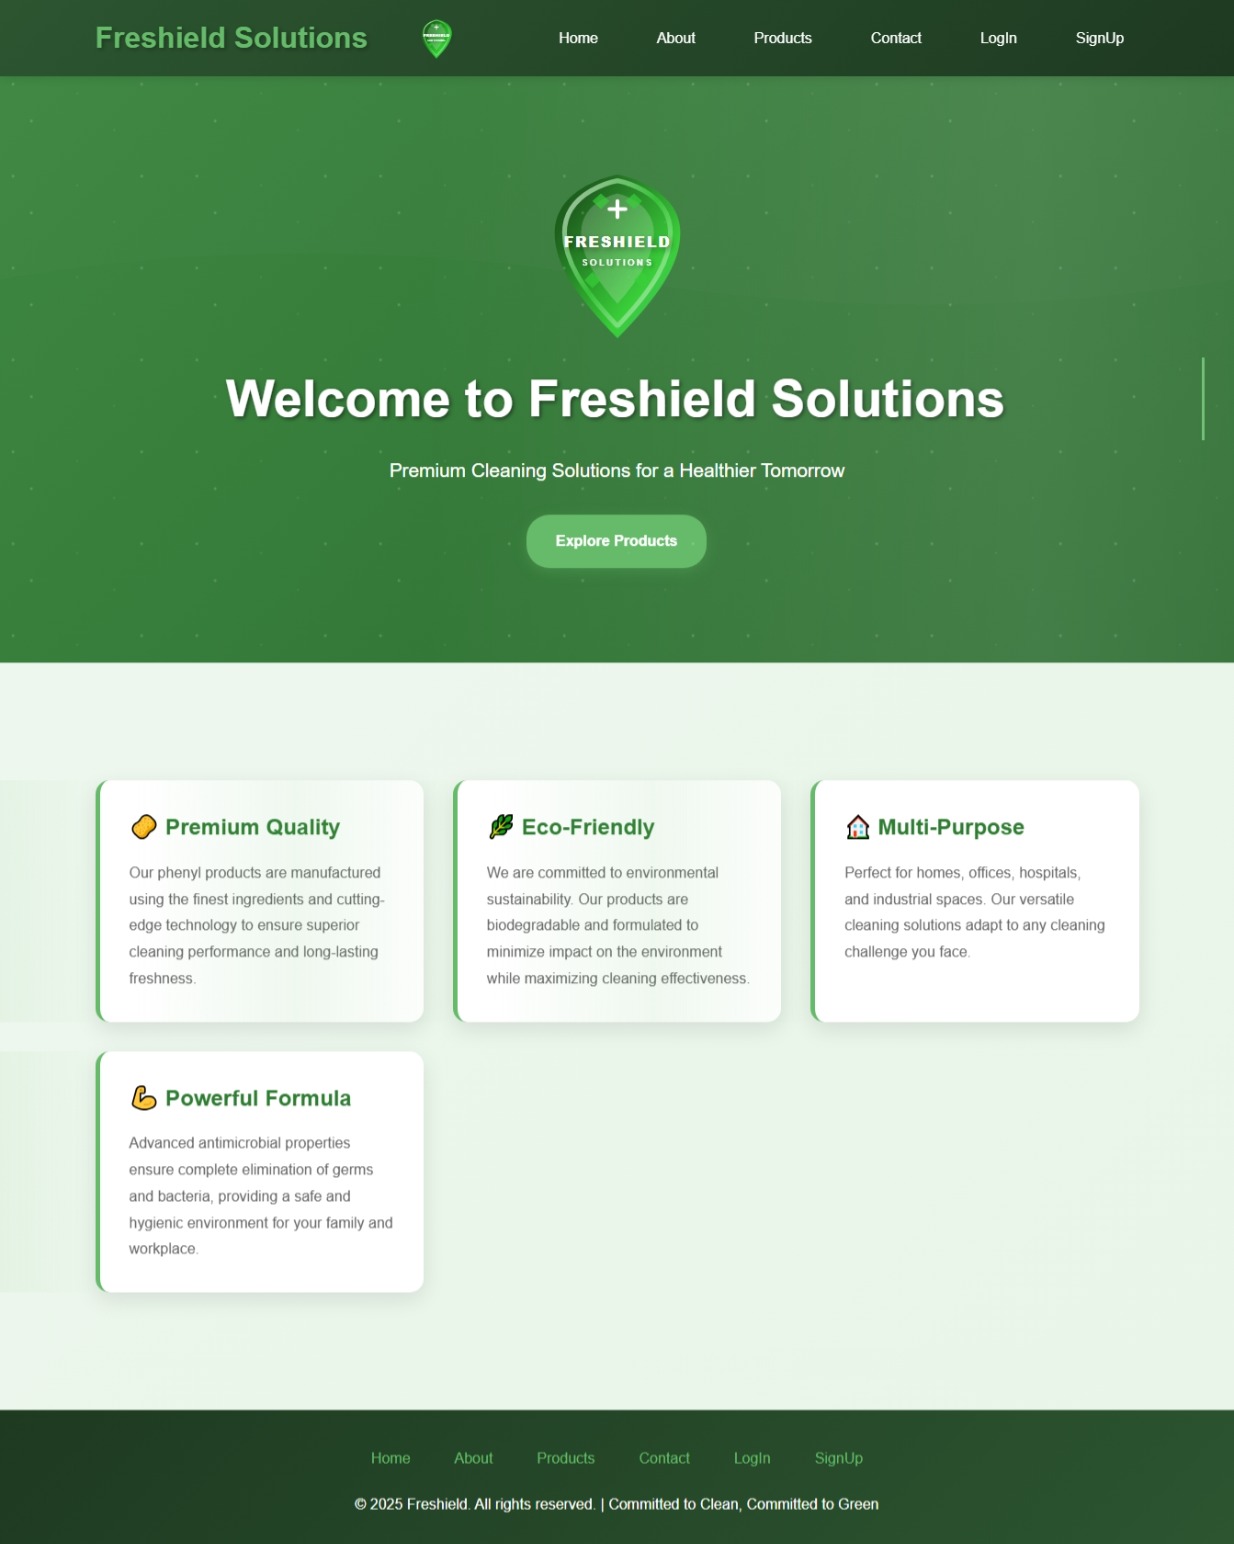 Freshield Solutions
FRESHIELD
Home About Products Contact LogIn SignUp
FRESHIELD
SOLUTIONS
Welcome to Freshield Solutions
Premium Cleaning Solutions for a Healthier Tomorrow
Explore Products
Premium Quality
Our phenyl products are manufactured
using the finest ingredients and cutting-
edge technology to ensure superior
cleaning performance and long-lasting
freshness.
Eco-Friendly
We are committed to environmental
sustainability. Our products are
biodegradable and formulated to
minimize impact on the environment
while maximizing cleaning effectiveness.
Multi-Purpose
Perfect for homes, offices, hospitals,
and industrial spaces. Our versatile
cleaning solutions adapt to any cleaning
challenge you face.
Powerful Formula
Advanced antimicrobial properties
ensure complete elimination of germs
and bacteria, providing a safe and
hygienic environment for your family and
workplace.
Home About Products Contact LogIn SignUp
© 2025 Freshield. All rights reserved. | Committed to Clean, Committed to Green